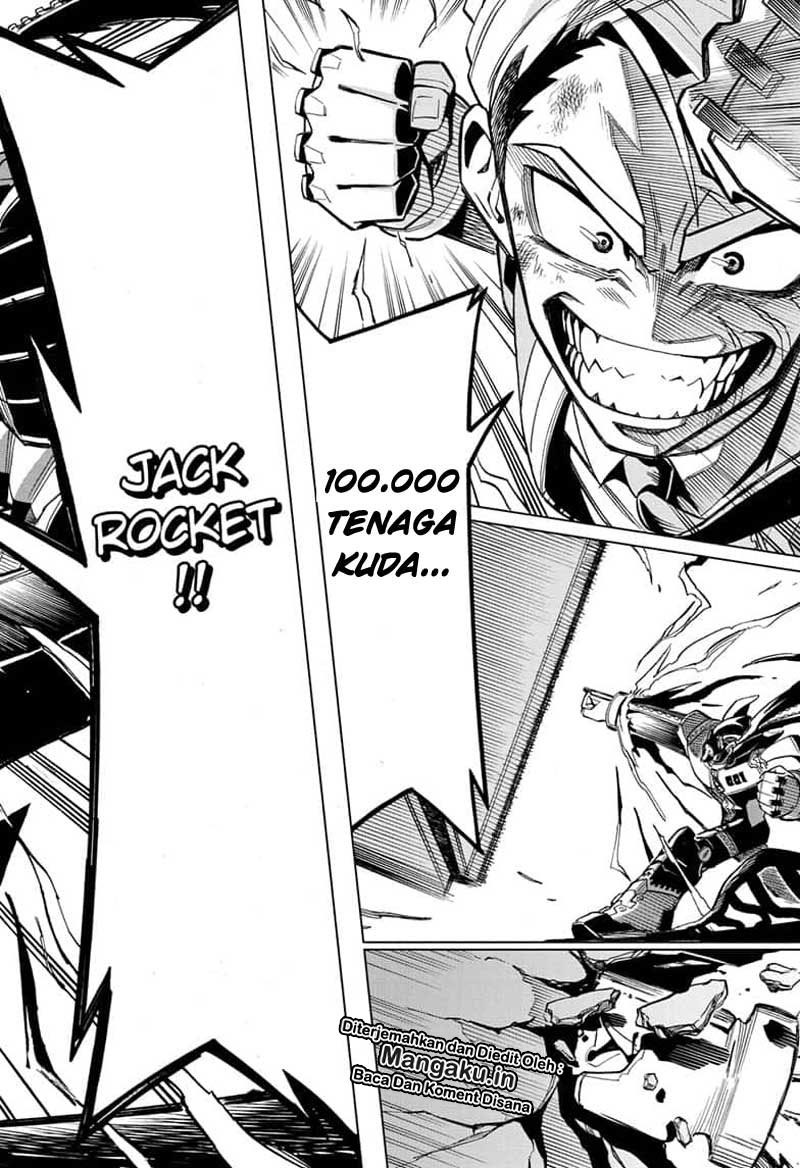 100.000
TENAGA
KUDA...
JACK
ROCKET
!!
Diterjemahkan dan Diedit Oleh :
Mangaku.in
Baca Dan Koment Disana